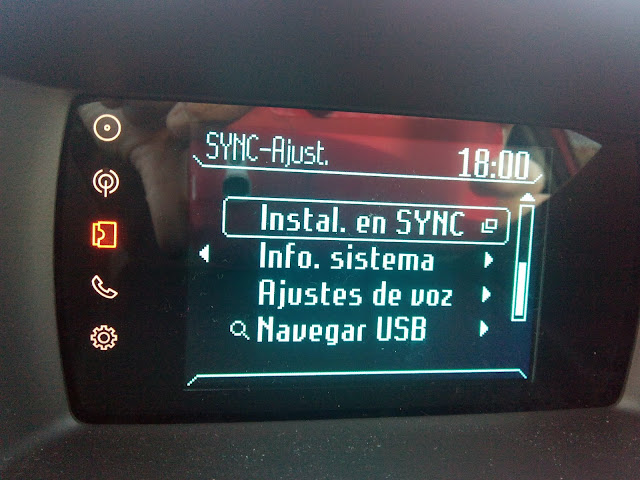 SYNC-Ajust.
18:00
Instal. en SYNC
Info. sistema
Ajustes de voz
Navegar USB